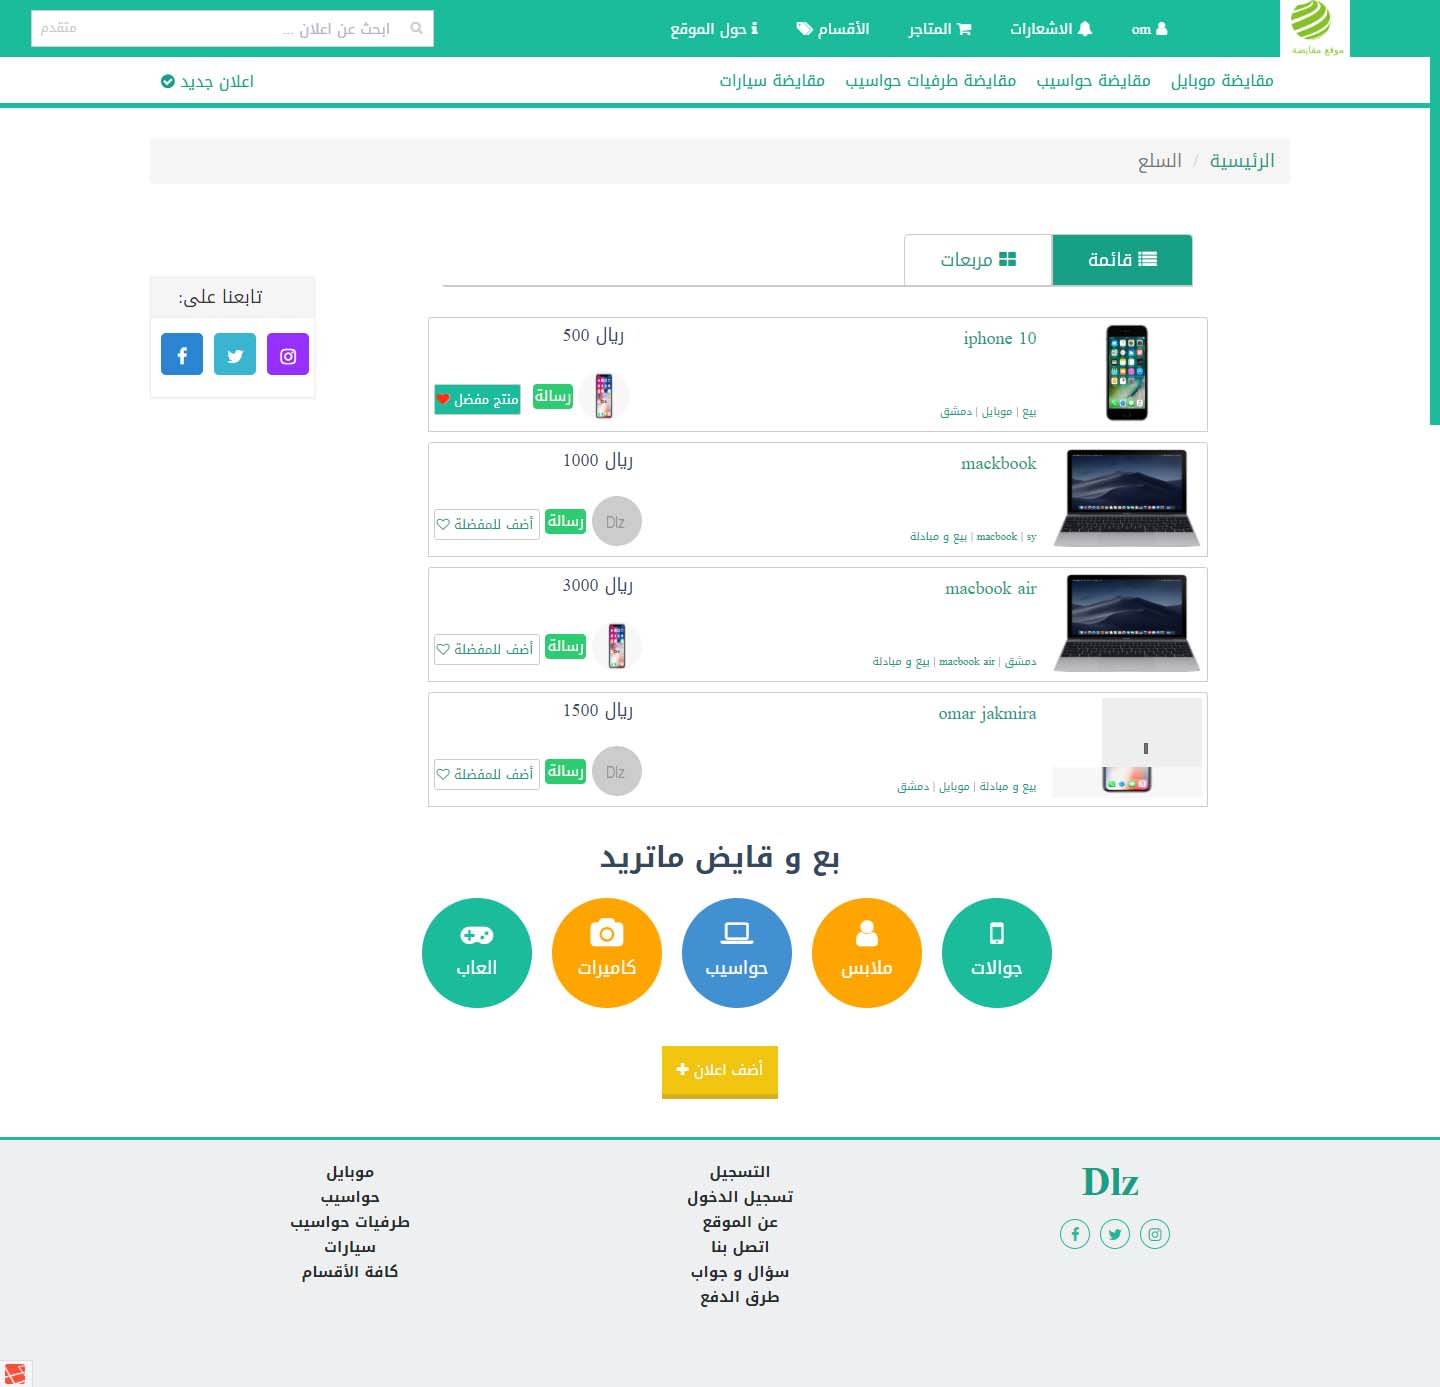 موقع مقايضة
om
الاشعارات
المتاجر
الأقسام
حول الموقع
ابحث عن اعلان ...
متقدم
مقايضة موبايل
مقايضة حواسيب
مقايضة طرفيات حواسيب
مقايضة سيارات
اعلان جديد
الرئيسية / السلع
قائمة
مربعات
تابعنا على:
iphone 10
ريال 500
بيع | موبايل | دمشق
رسالة
منتج مفضل
mackbook
ريال 1000
بيع و مبادلة | macbook | sy
Dlz
رسالة
أضف للمفضلة
macbook air
ريال 3000
دمشق | macbook air | بيع و مبادلة
رسالة
أضف للمفضلة
omar jakmira
ريال 1500
بيع و مبادلة | موبايل | دمشق
Dlz
رسالة
أضف للمفضلة
بع و قايض ماتريد
جوالات
ملابس
حواسيب
كاميرات
العاب
أضف اعلان
Dlz
التسجيل
تسجيل الدخول
عن الموقع
اتصل بنا
سؤال و جواب
طرق الدفع
موبايل
حواسيب
طرفيات حواسيب
سيارات
كافة الأقسام